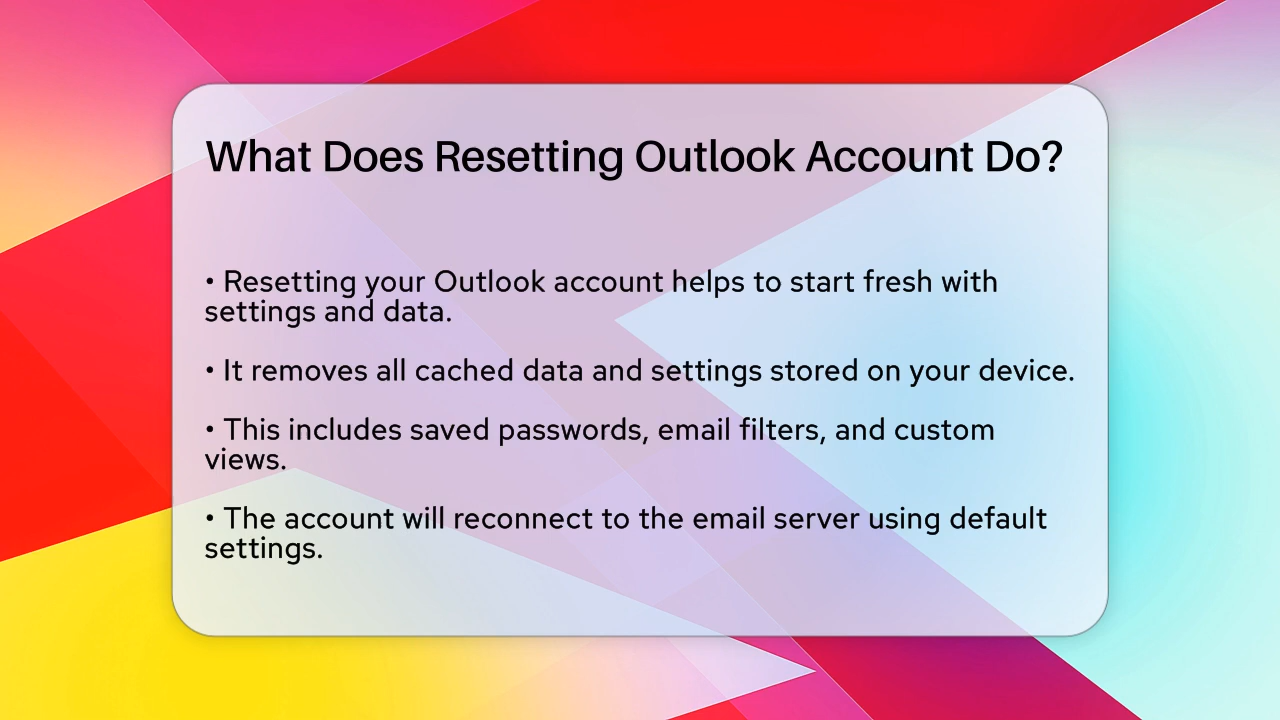 What Does Resetting Outlook Account Do?
• Resetting your Outlook account helps to start fresh with
settings and data.
• It removes all cached data and settings stored on your device.
• This includes saved passwords, email filters, and custom
views.
• The account will reconnect to the email server using default
settings.